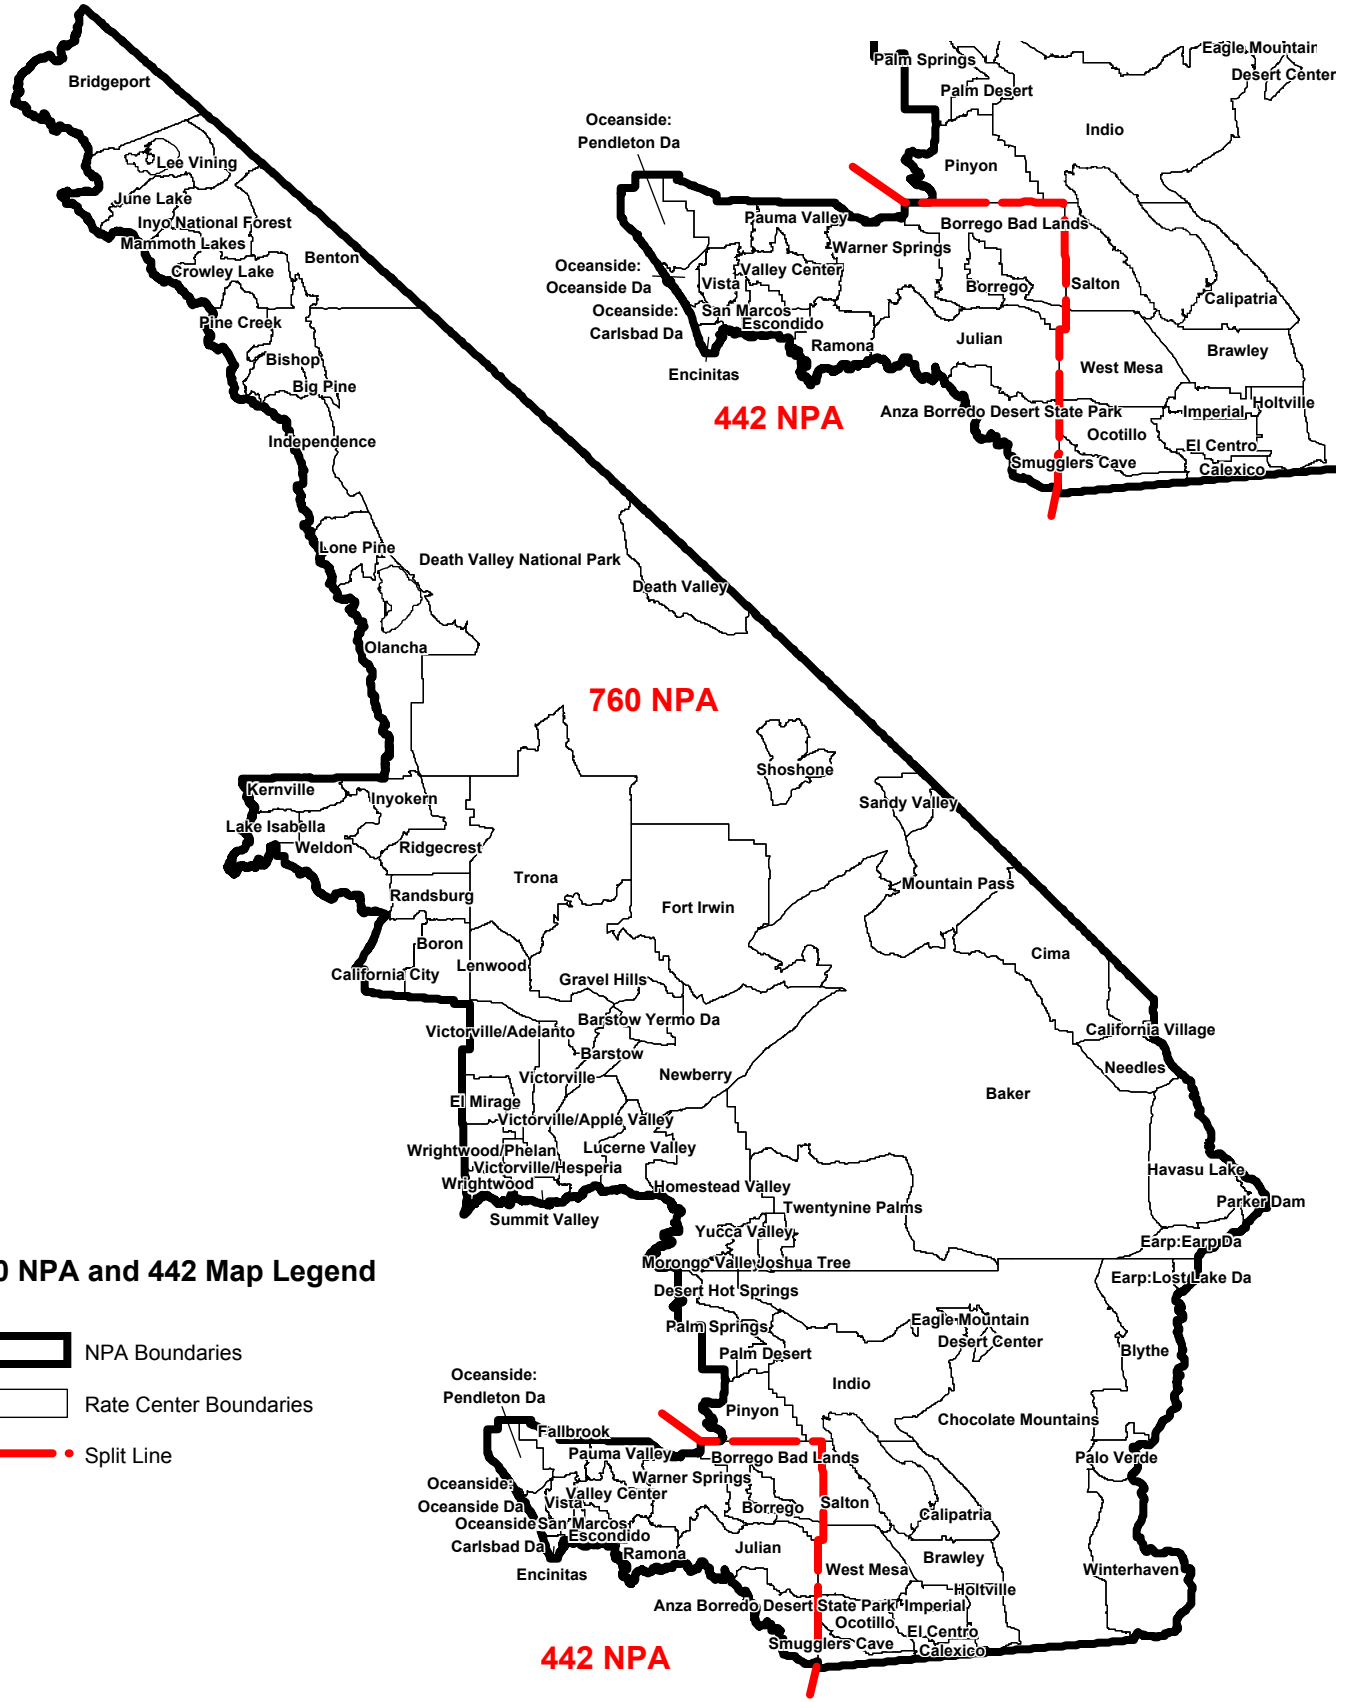 Bridgeport
Lee Vining
June Lake
Inyo National Forest
Mammoth Lakes
Benton
Crowley Lake
Pine Creek
Bishop
Big Pine
Independence
Lone Pine
Death Valley National Park
Death Valley
Olancha
760 NPA
Shoshone
Kernville
Inyokern
Sandy Valley
Lake Isabella
Weldon
Ridgecrest
Trona
Mountain Pass
Randsburg
Fort Irwin
Boron
Cima
California City
Lenwood
Gravel Hills
Victorville/Adelanto
Barstow Yermo Da
California Village
Barstow
Needles
Victorville
Newberry
Baker
El Mirage
Victorville/Apple Valley
Wrightwood/Phelan
Lucerne Valley
Victorville/Hesperia
Havasu Lake
Wrightwood
Homestead Valley
Parker Dam
Summit Valley
Twentynine Palms
Yucca Valley
Earp:Earp Da
Morongo Valley
Joshua Tree
Earp:Lost Lake Da
Desert Hot Springs
Palm Springs
Eagle Mountain
Desert Center
Palm Desert
Blythe
Indio
Pinyon
Chocolate Mountains
Oceanside:
Pendleton Da
Fallbrook
Pauma Valley
Borrego Bad Lands
Palo Verde
Warner Springs
Oceanside:
Oceanside Da
Valley Center
Vista
Borrego
Salton
Calipatria
Oceanside
Carlsbad Da
San Marcos
Escondido
Ramona
Julian
Brawley
West Mesa
Winterhaven
Encinitas
Holtville
Anza Borredo Desert State Park
Imperial
Ocotillo
El Centro
Smugglers Cave
Calexico
442 NPA
Eagle Mountain
Palm Springs
Desert Center
Palm Desert
Oceanside:
Pendleton Da
Indio
Pinyon
Pauma Valley
Borrego Bad Lands
Warner Springs
Oceanside:
Oceanside Da
Valley Center
Vista
Borrego
Salton
Calipatria
Oceanside:
Carlsbad Da
San Marcos
Escondido
Ramona
Julian
Brawley
West Mesa
Encinitas
Holtville
442 NPA
Anza Borredo Desert State Park
Imperial
Ocotillo
El Centro
Smugglers Cave
Calexico
0 NPA and 442 Map Legend
NPA Boundaries
Rate Center Boundaries
Split Line